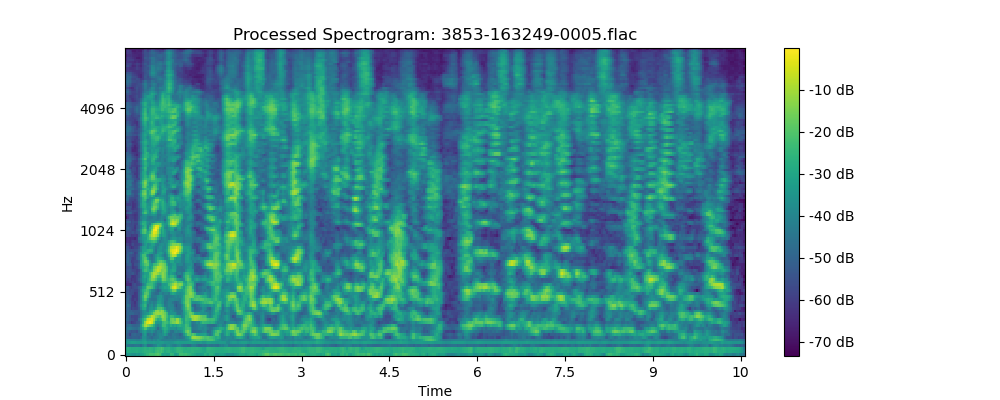 Processed Spectrogram: 3853-163249-0005.flac
Hz
4096
2048
1024
512
0
0 1.5 3 4.5 6 7.5 9 10
Time
-10 dB
-20 dB
-30 dB
-40 dB
-50 dB
-60 dB
-70 dB